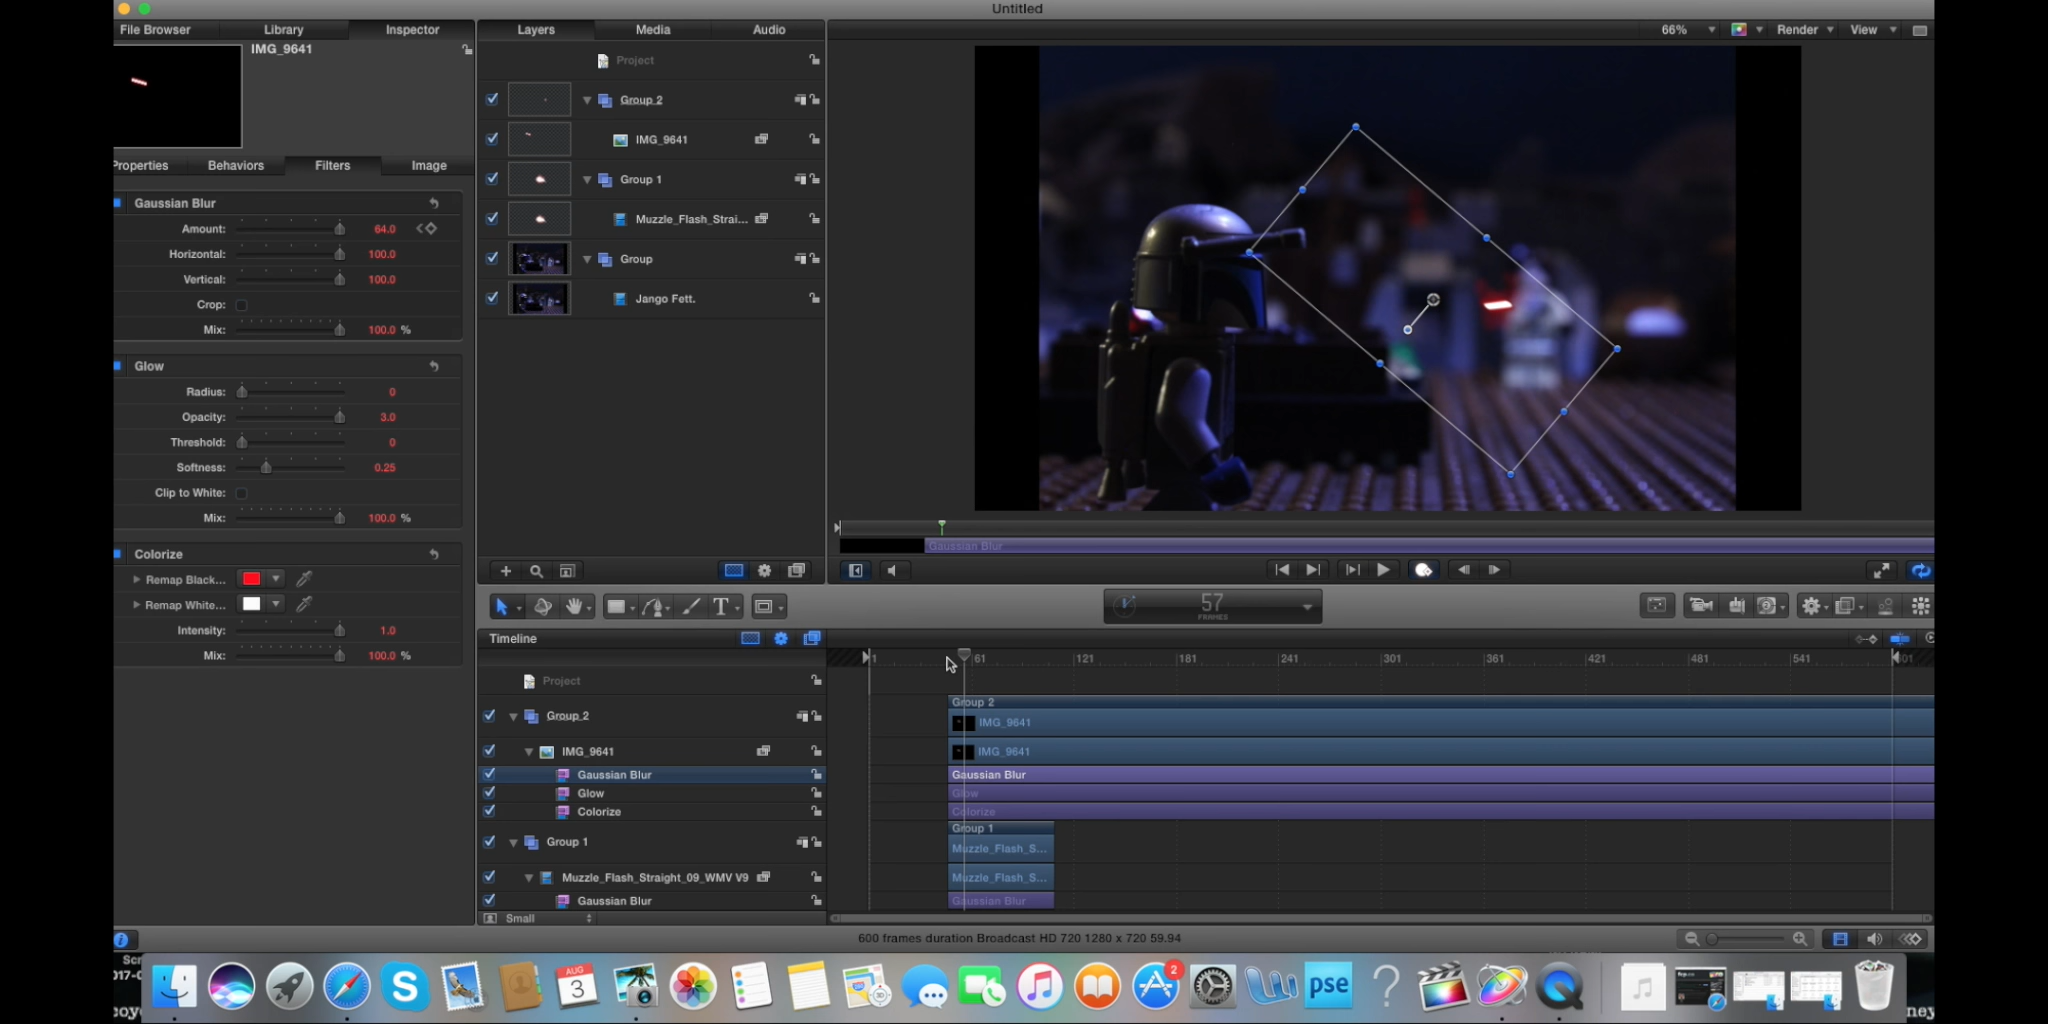 Untitled
File Browser Library Inspector Layers Media Audio 66% Render View
IMG_9641
Project
Group 2
IMG_9641
Properties Behaviors Filters Image
Group 1
Gaussian Blur
Muzzle_Flash_Strai...
Amount: 64.0
Horizontal: 100.0
Group
Vertical: 100.0
Crop:
Jango Fett.
Mix: 100.0 %
Glow
Radius: 0
Opacity: 3.0
Threshold: 0
Softness: 0.25
Clip to White:
Mix: 100.0 %
Gaussian Blur
Colorize
Remap Black...
Remap White...
Intensity: 1.0
Mix: 100.0 %
T
57
FRAMES
Timeline
1 61 121 181 241 301 361 421 481 541 601
Project
Group 2 Group 2
IMG_9641
IMG_9641 IMG_9641
Gaussian Blur Gaussian Blur
Glow Glow
Colorize Colorize
Group 1 Group 1
Muzzle_Flash_S...
Muzzle_Flash_Straight_09_WMV V9 Muzzle_Flash_S...
Gaussian Blur Gaussian Blur
Small
600 frames duration Broadcast HD 720 1280 x 720 59.94
AUG
3
2
pse